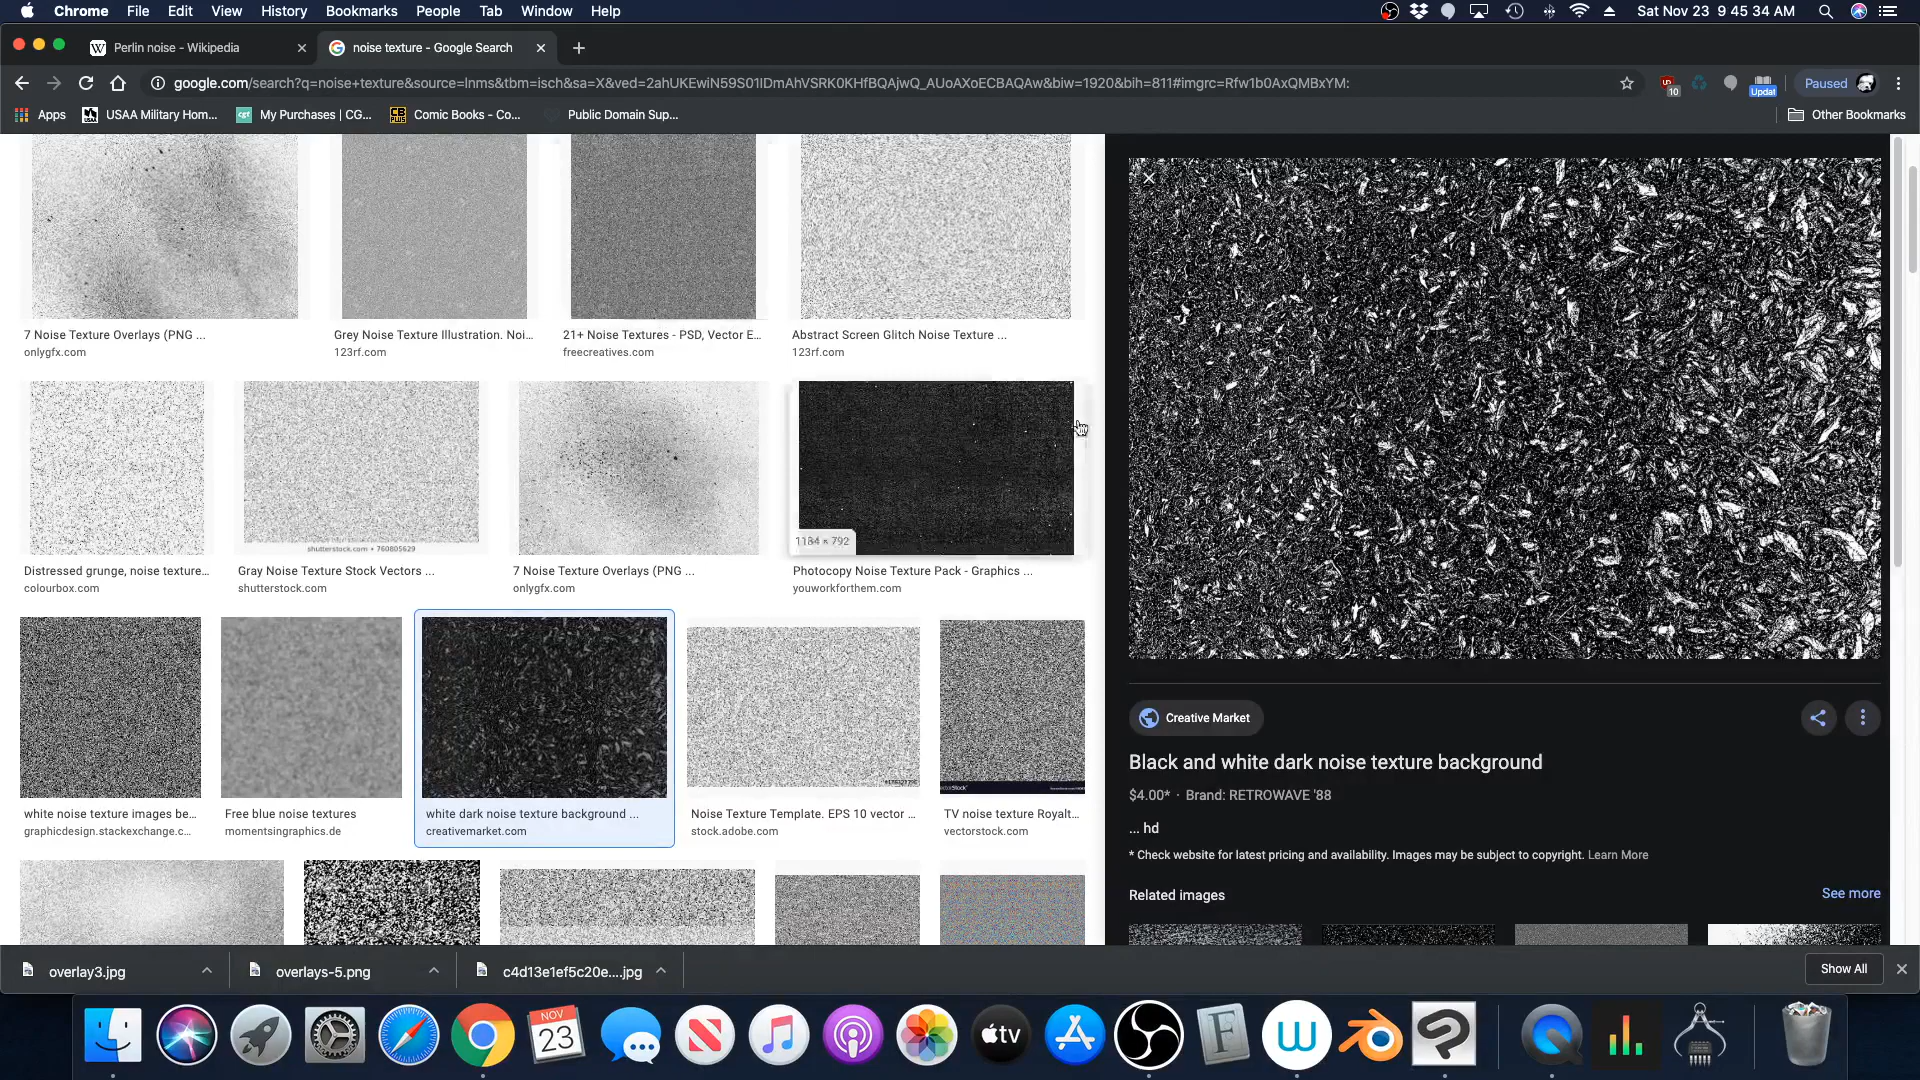 Chrome File Edit View History Bookmarks People Tab Window Help
Sat Nov 23 9 45 34 AM
Perlin noise - Wikipedia
noise texture - Google Search
google.com/search?q=noise+texture&source=lnms&tbm=isch&sa=X&ved=2ahUKEwiN59S01IDmAhVSRK0KHfBQAjwQ_AUoAXoECBAQAw&biw=1920&bih=811#imgrc=Rfw1b0AxQMBxYM:
10
Updat
Paused
Apps
USAA Military Hom...
cgt
My Purchases | CG...
CB PLUS
Comic Books - Co...
Public Domain Sup...
Other Bookmarks
7 Noise Texture Overlays (PNG ...
onlygfx.com
Grey Noise Texture Illustration. Noi...
123rf.com
21+ Noise Textures - PSD, Vector E...
freecreatives.com
Abstract Screen Glitch Noise Texture ...
123rf.com
shutterstock.com • 760805629
1184 × 792
Distressed grunge, noise texture...
colourbox.com
Gray Noise Texture Stock Vectors ...
shutterstock.com
7 Noise Texture Overlays (PNG ...
onlygfx.com
Photocopy Noise Texture Pack - Graphics ...
youworkforthem.com
white noise texture images be...
graphicdesign.stackexchange.c...
Free blue noise textures
momentsingraphics.de
white dark noise texture background ...
creativemarket.com
Noise Texture Template. EPS 10 vector ...
stock.adobe.com
TV noise texture Royalt...
vectorstock.com
Creative Market
Black and white dark noise texture background
$4.00* · Brand: RETROWAVE '88
... hd
* Check website for latest pricing and availability. Images may be subject to copyright. Learn More
Related images
See more
overlay3.jpg
overlays-5.png
c4d13e1ef5c20e....jpg
Show All
NOV
23
tv